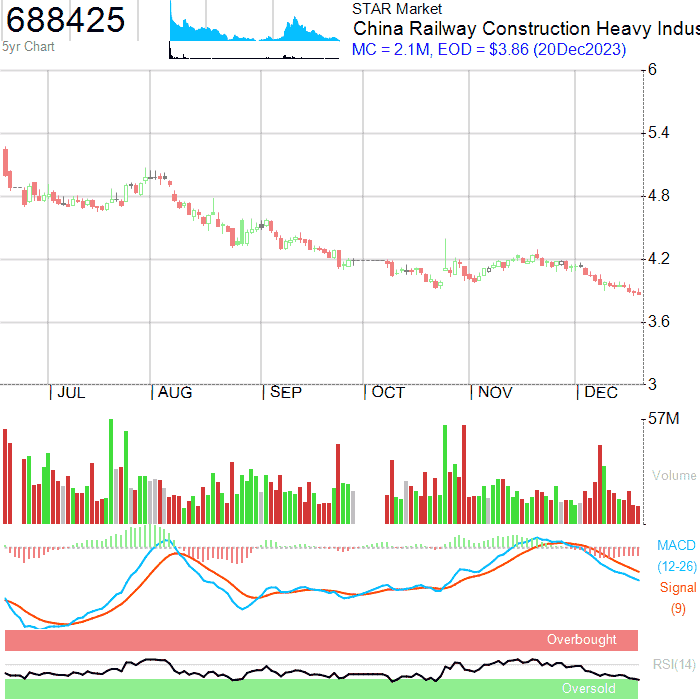 688425
5yr Chart
STAR Market
China Railway Construction Heavy Indus
MC = 2.1M, EOD = $3.86 (20Dec2023)
6
5.4
4.8
4.2
3.6
3
JUL
AUG
SEP
OCT
NOV
DEC
57M
Volume
MACD
(12-26)
Signal
(9)
Overbought
RSI(14)
Oversold